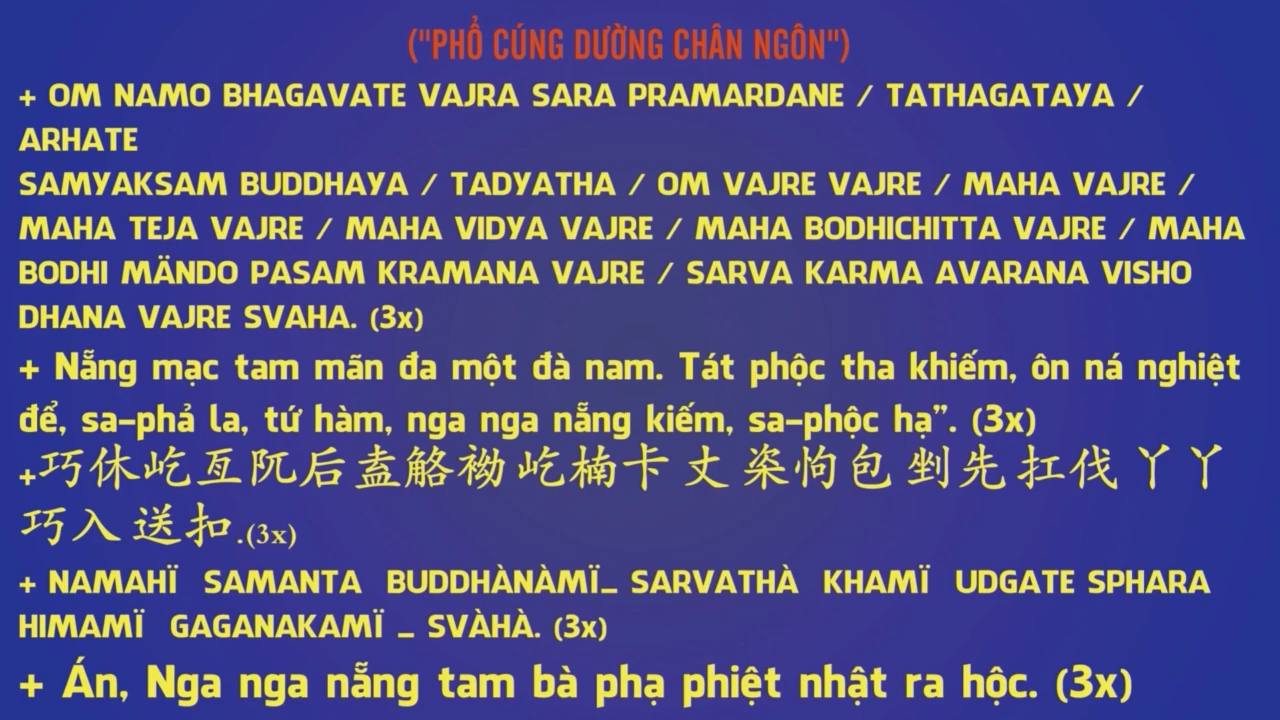 ("PHỔ CÚNG DƯỜNG CHÂN NGÔN")
+ OM NAMO BHAGAVATE VAJRA SARA PRAMARDANE / TATHAGATAYA /
ARHATE
SAMYAKSAM BUDDHAYA / TADYATHA / OM VAJRE VAJRE / MAHA VAJRE /
MAHA TEJA VAJRE / MAHA VIDYA VAJRE / MAHA BODHICHITTA VAJRE / MAHA
BODHI MÄNDO PASAM KRAMANA VAJRE / SARVA KARMA AVARANA VISHO
DHANA VAJRE SVAHA. (3x)
+ Nẵng mạc tam mãn đa một đà nam. Tát phộc tha khiếm, ôn ná nghiệt
để, sa-phả la, tứ hàm, nga nga nẵng kiếm, sa-phộc hạ”. (3x)
+巧休屹亙阢后盍觡袎屹楠卡丈楶怐包剉先扛伐丫丫
巧入送扣.(3x)
+ NAMAHÏ SAMANTA BUDDHÀNÀMÏ_ SARVATHÀ KHAMÏ UDGATE SPHARA
HIMAMÏ GAGANAKAMÏ _ SVÀHÀ. (3x)
+ Án, Nga nga nẵng tam bà phạ phiệt nhật ra hộc. (3x)